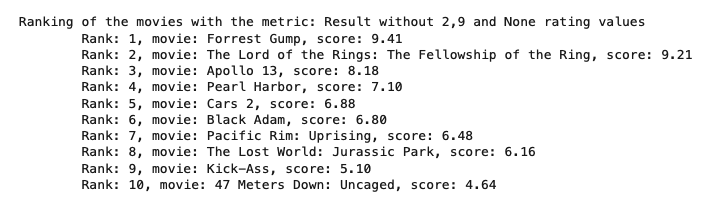 Ranking of the movies with the metric: Result without 2,9 and None rating values
Rank: 1, movie: Forrest Gump, score: 9.41
Rank: 2, movie: The Lord of the Rings: The Fellowship of the Ring, score: 9.21
Rank: 3, movie: Apollo 13, score: 8.18
Rank: 4, movie: Pearl Harbor, score: 7.10
Rank: 5, movie: Cars 2, score: 6.88
Rank: 6, movie: Black Adam, score: 6.80
Rank: 7, movie: Pacific Rim: Uprising, score: 6.48
Rank: 8, movie: The Lost World: Jurassic Park, score: 6.16
Rank: 9, movie: Kick-Ass, score: 5.10
Rank: 10, movie: 47 Meters Down: Uncaged, score: 4.64